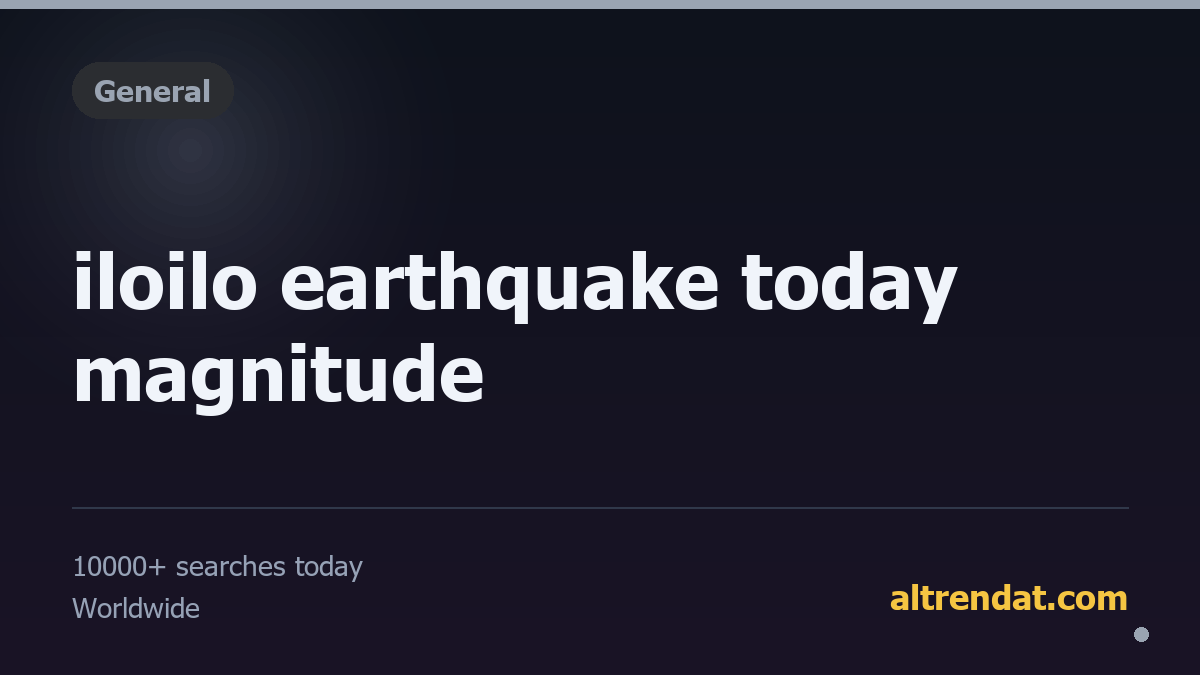 General
iloilo earthquake today
magnitude
10000+ searches today
Worldwide
altrendat.com